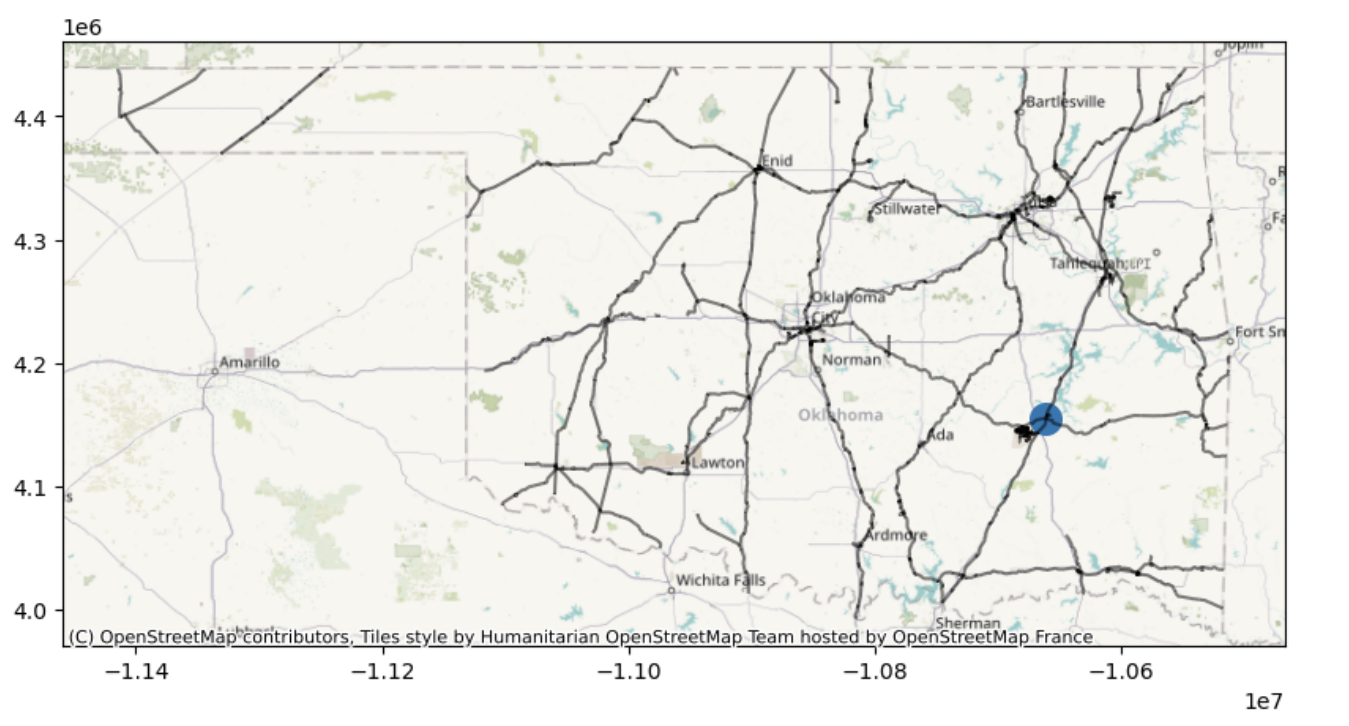 1e6
Joplin
4.4
Bartlesville
Enid
4.3
Stillwater
Tahlequah;
Oklahoma
City
Fort Sm
4.2
Amarillo
Norman
Oklahoma
Ada
Lawton
4.1
Ardmore
Wichita Falls
4.0
Sherman
(C) OpenStreetMap contributors, Tiles style by Humanitarian OpenStreetMap Team hosted by OpenStreetMap France
−1.14
−1.12
−1.10
−1.08
−1.06
1e7